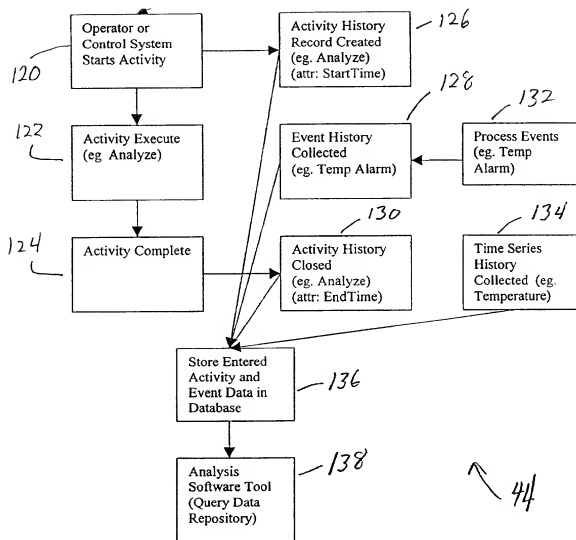 Operator or
Control System
Starts Activity
120
Activity History
Record Created
(eg. Analyze)
(attr: StartTime)
126
Activity Execute
(eg Analyze)
122
Event History
Collected
(eg. Temp Alarm)
128
Process Events
(eg. Temp
Alarm)
132
Activity Complete
124
Activity History
Closed
(eg. Analyze)
(attr: EndTime)
130
Time Series
History
Collected (eg.
Temperature)
134
Store Entered
Activity and
Event Data in
Database
136
Analysis
Software Tool
(Query Data
Repository)
138
44